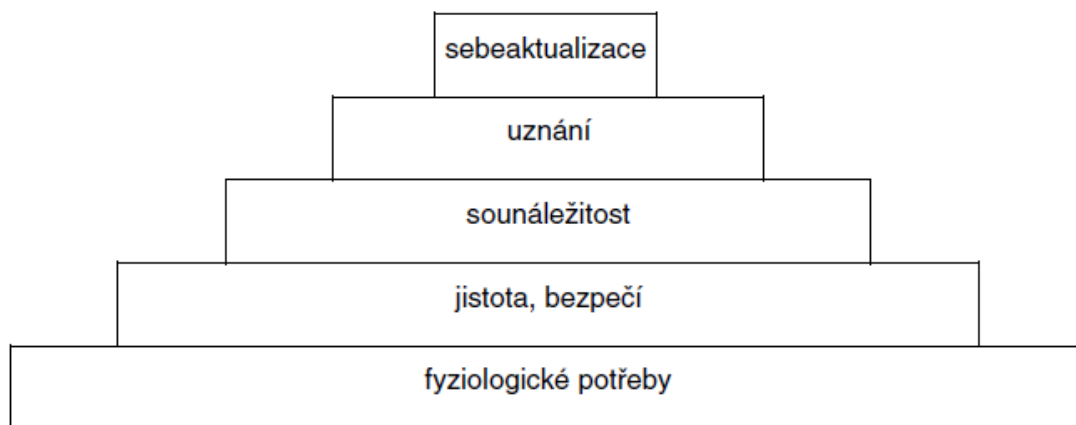 sebeaktualizace
uznání
sounáležitost
jistota, bezpečí
fyziologické potřeby